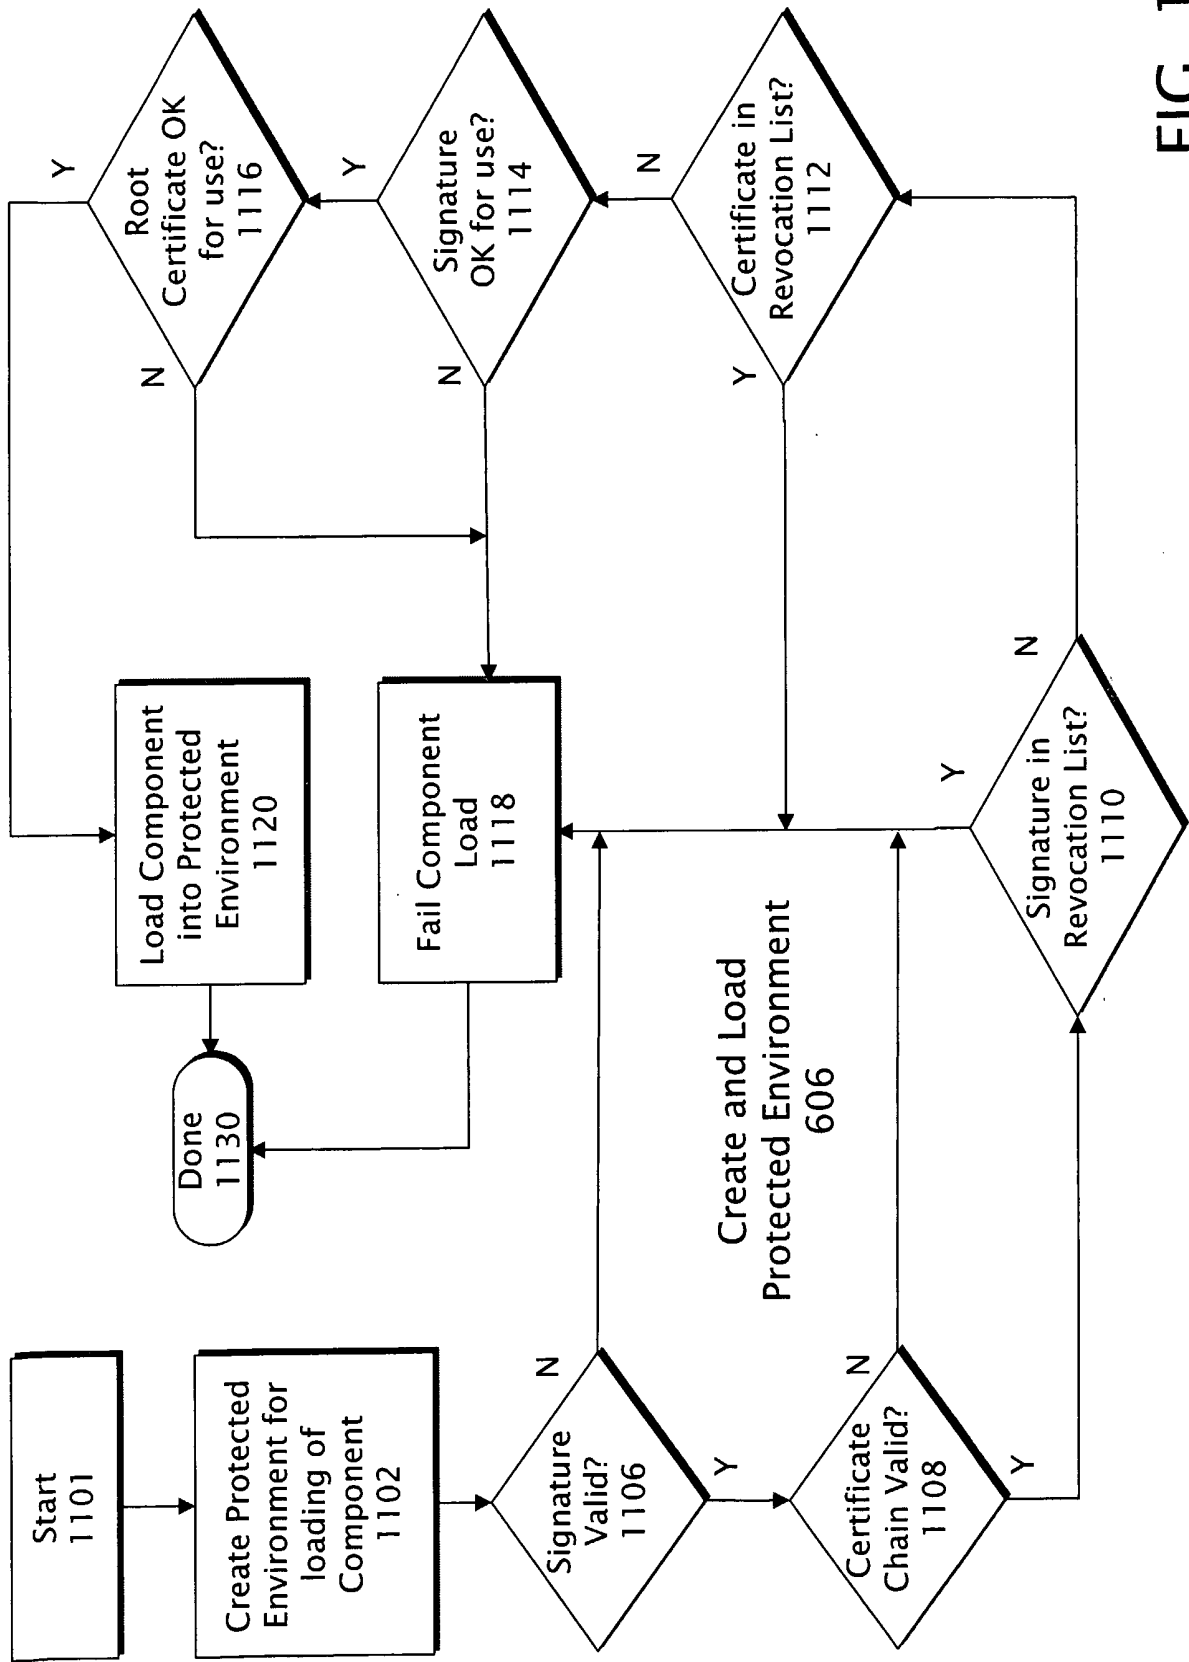 Start
1101
Create Protected
Environment for
loading of
Component
1102
Signature
Valid?
1106
N
Y
Certificate
Chain Valid?
1108
N
Y
Done
1130
Load Component
into Protected
Environment
1120
Fail Component
Load
1118
Create and Load
Protected Environment
606
Signature in
Revocation List?
1110
Y
N
Root
Certificate OK
for use?
1116
Y
N
Signature
OK for use?
1114
Y
N
Certificate in
Revocation List?
1112
N
Y
FIG.